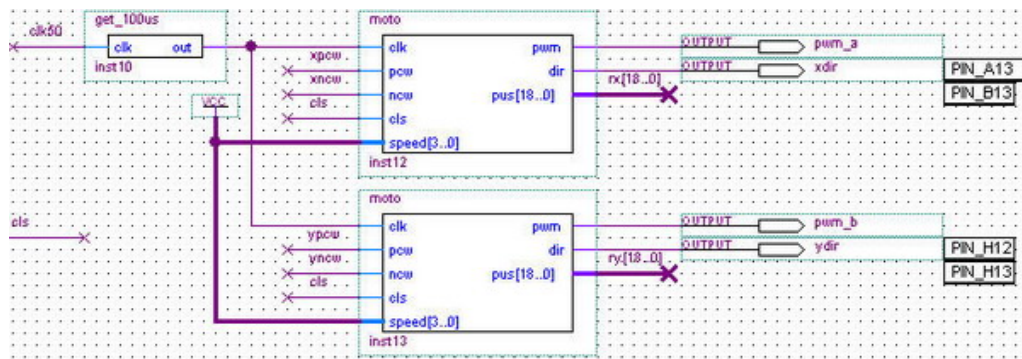 clk50
get_100us
clk out
inst10
VCC
cls
moto
xpcw
xncw
cls
clk pwm
pcw dir
ncw pus[18..0]
cls
speed[3..0]
inst12
rx[18..0]
OUTPUT pwm_a
OUTPUT xdir
PIN_A13
PIN_B13
moto
ypcw
yncw
cls
clk pwm
pcw dir
ncw pus[18..0]
cls
speed[3..0]
inst13
ry[18..0]
OUTPUT pwm_b
OUTPUT ydir
PIN_H12
PIN_H13